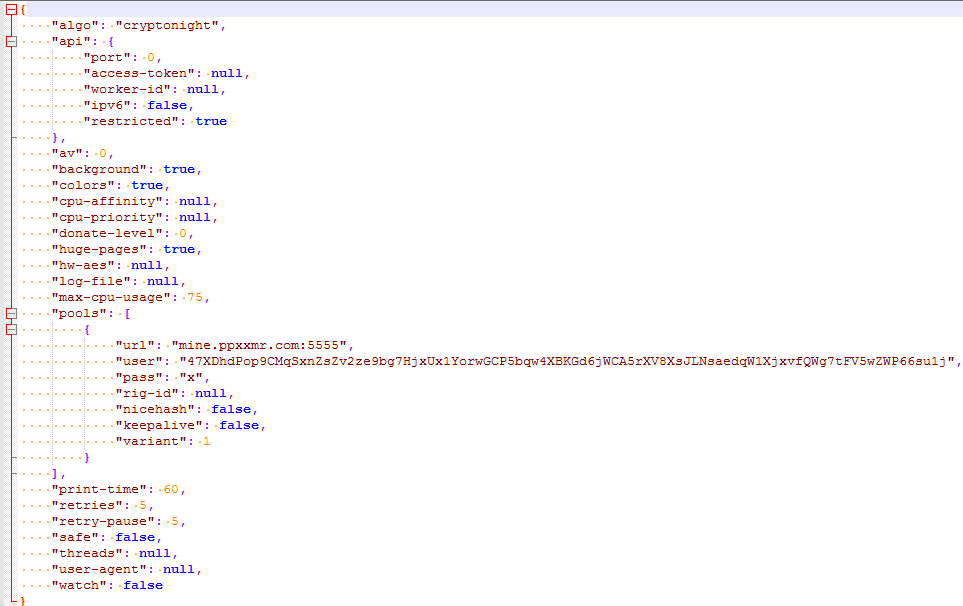 {
"algo": "cryptonight",
"api": {
"port": 0,
"access-token": null,
"worker-id": null,
"ipv6": false,
"restricted": true
},
"av": 0,
"background": true,
"colors": true,
"cpu-affinity": null,
"cpu-priority": null,
"donate-level": 0,
"huge-pages": true,
"hw-aes": null,
"log-file": null,
"max-cpu-usage": 75,
"pools": [
{
"url": "mine.ppxxmr.com:5555",
"user": "47XDhdPop9CMqSxnZsZv2ze9bg7HjxUx1YorwGCP5bqw4XBKGd6jWCA5rXV8XsJLNsaedqW1XjxvfQWg7tFV5wZWP66su1j",
"pass": "x",
"rig-id": null,
"nicehash": false,
"keepalive": false,
"variant": 1
}
],
"print-time": 60,
"retries": 5,
"retry-pause": 5,
"safe": false,
"threads": null,
"user-agent": null,
"watch": false
}